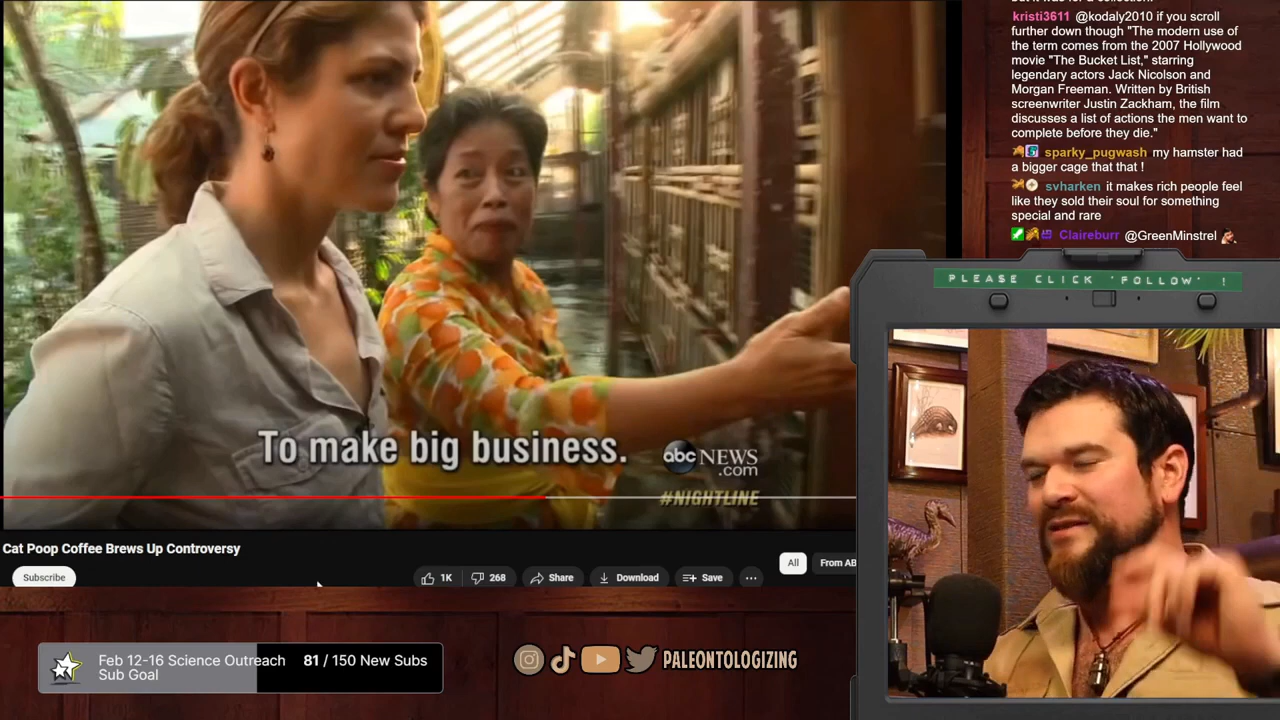 To make big business.
abc NEWS
.com
#NIGHTLINE
Cat Poop Coffee Brews Up Controversy
Subscribe
1K
268
Share
Download
Save
All
From AB
kristi3611 @kodaly2010 if you scroll
further down though "The modern use of
the term comes from the 2007 Hollywood
movie "The Bucket List," starring
legendary actors Jack Nicolson and
Morgan Freeman. Written by British
screenwriter Justin Zackham, the film
discusses a list of actions the men want to
complete before they die."
sparky_pugwash my hamster had
a bigger cage that that !
svharken it makes rich people feel
like they sold their soul for something
special and rare
Claireburr @GreenMinstrel
PLEASE CLICK 'FOLLOW' !
Feb 12-16 Science Outreach
Sub Goal
81 / 150 New Subs
PALEONTOLOGIZING